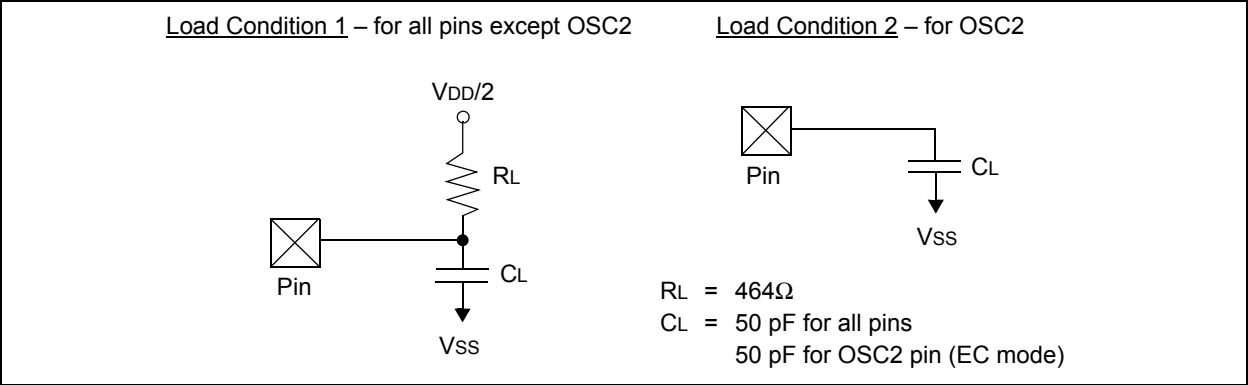 Load Condition 1 – for all pins except OSC2
Load Condition 2 – for OSC2
VDD/2
RL
Pin
CL
VSS
Pin
CL
VSS
RL = 464Ω
CL = 50 pF for all pins
50 pF for OSC2 pin (EC mode)